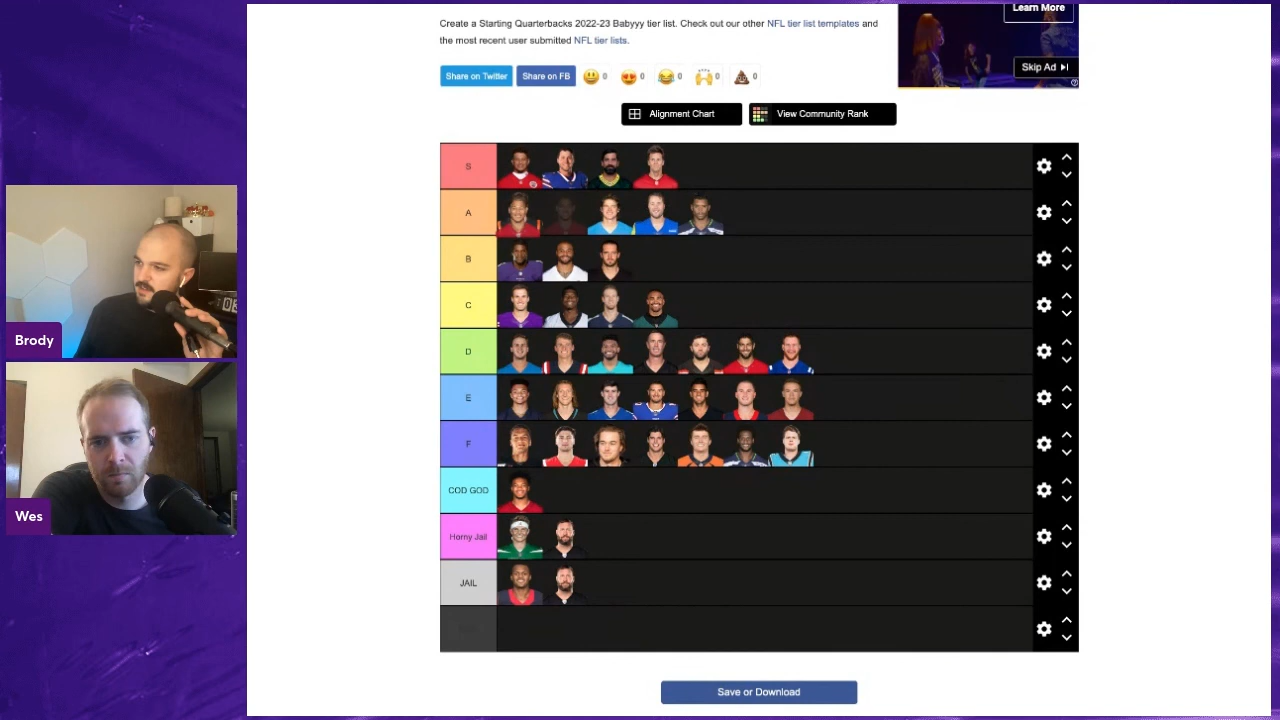 Create a Starting Quarterbacks 2022-23 Babyyy tier list. Check out our other NFL tier list templates and
the most recent user submitted NFL tier lists.
Learn More
Skip Ad
Share on Twitter
Share on FB
0
0
0
0
0
Alignment Chart
View Community Rank
S
A
B
C
D
E
F
COD GOD
Horny Jail
JAIL
Brody
Wes
Save or Download